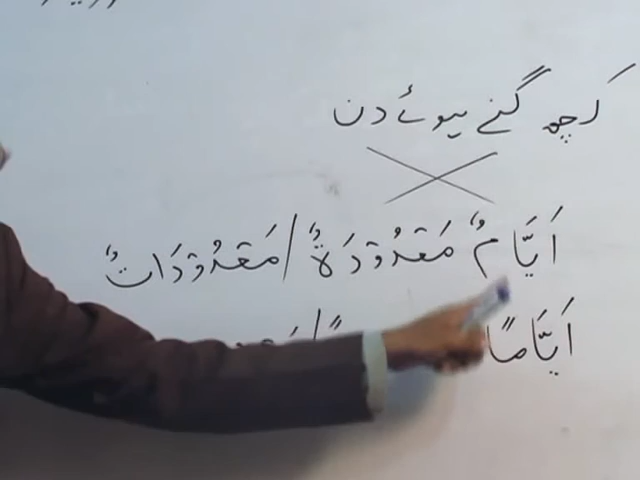 کچھ گنے ہوئے دن
اَيَّامٌ مَعْدُوْدَةٌ / مَعْدُوْدَاتٌ
اَيَّامًا